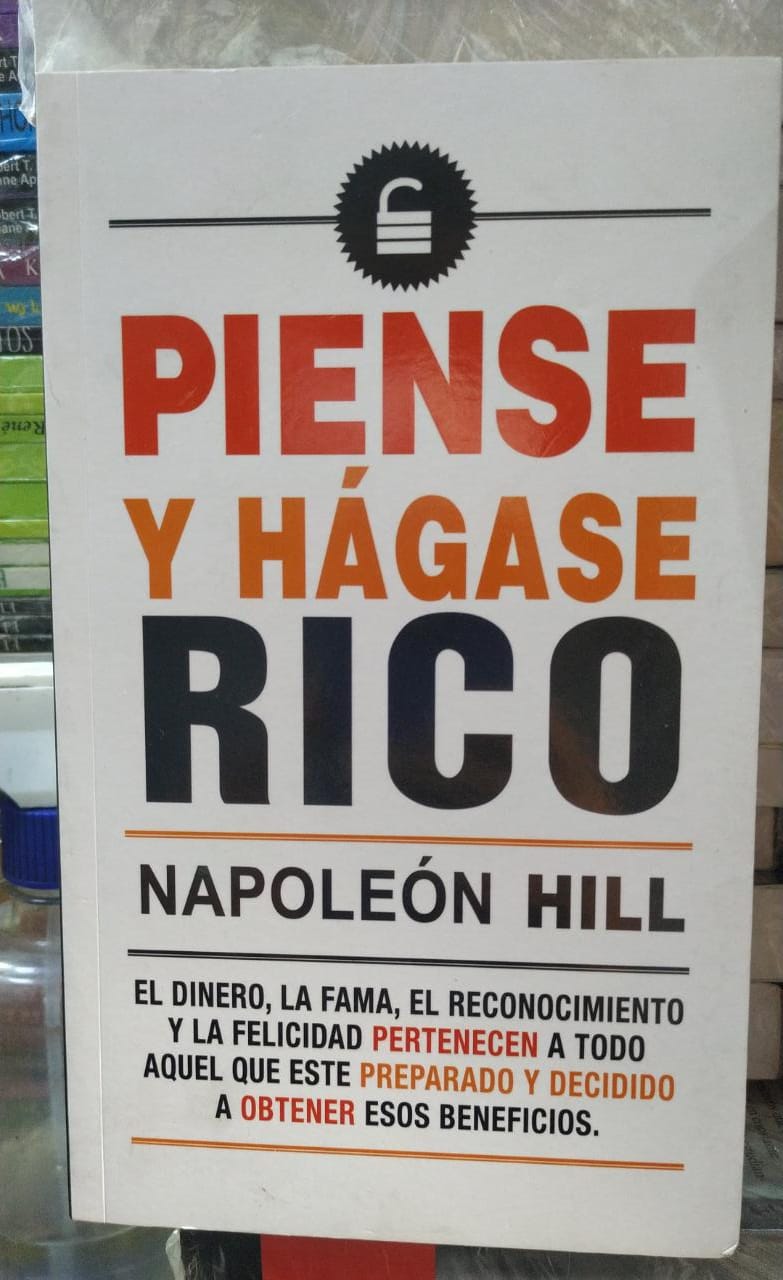 PIENSE
Y HÁGASE
RICO
NAPOLEÓN HILL
EL DINERO, LA FAMA, EL RECONOCIMIENTO
Y LA FELICIDAD PERTENECEN A TODO
AQUEL QUE ESTE PREPARADO Y DECIDIDO
A OBTENER ESOS BENEFICIOS.